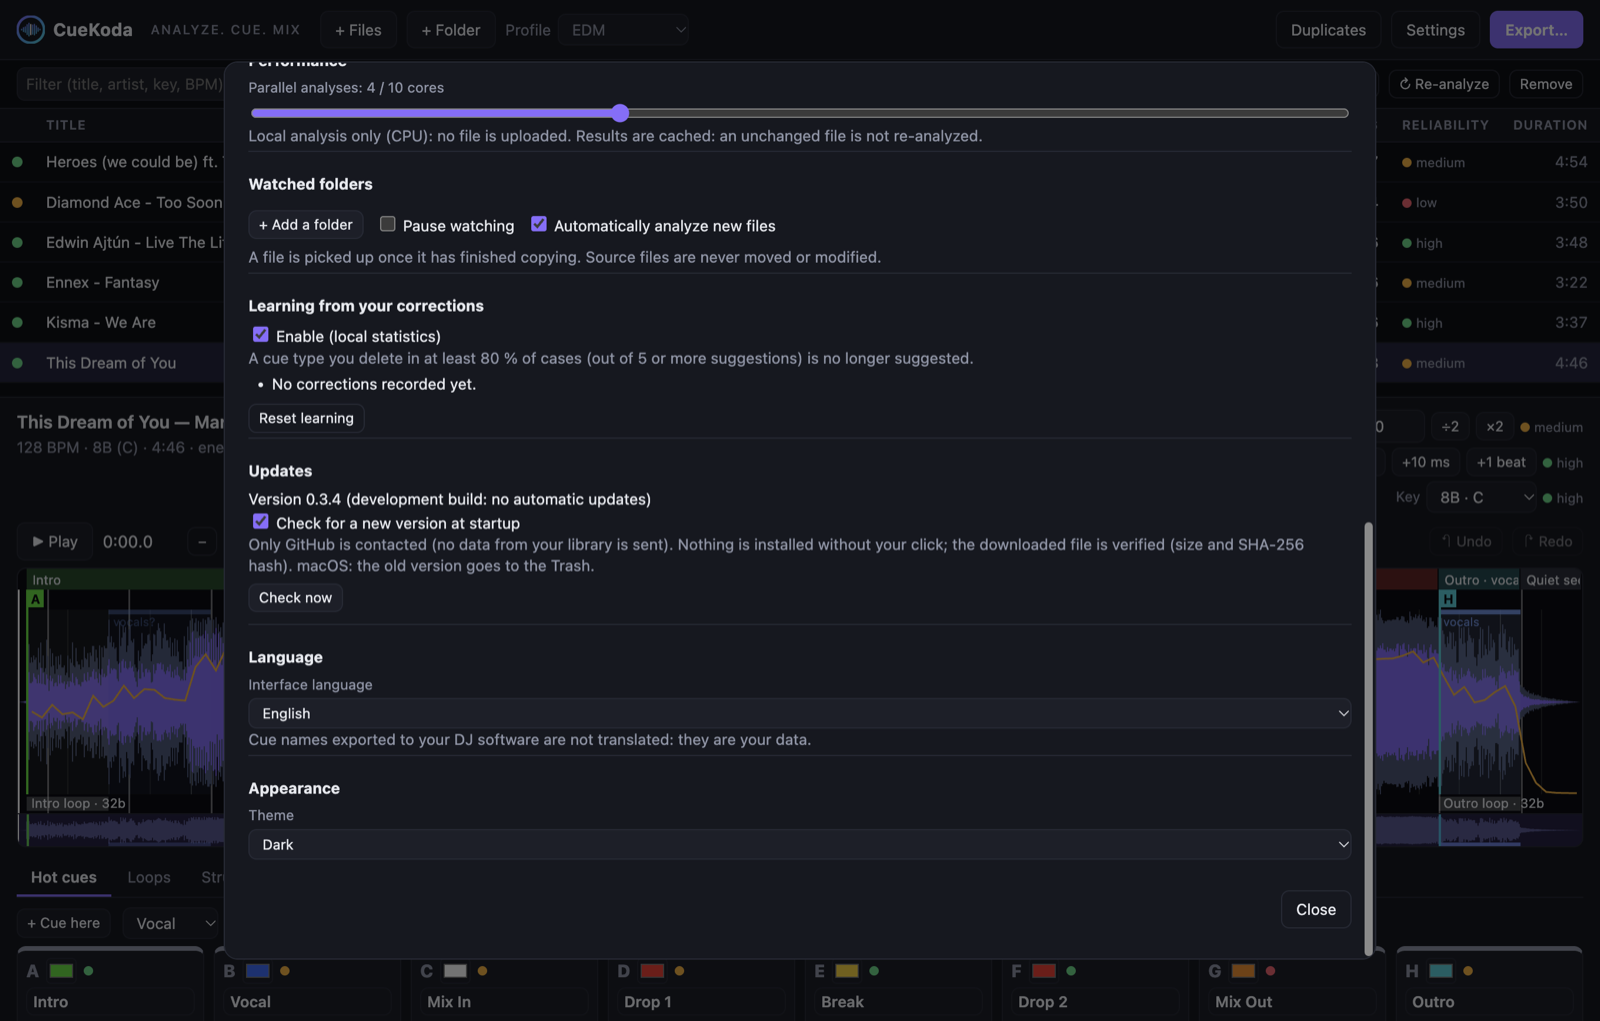 CueKoda
ANALYZE. CUE. MIX
+ Files
+ Folder
Profile
EDM
Duplicates
Settings
Export...
Filter (title, artist, key, BPM)
Performance
Re-analyze
Remove
Parallel analyses: 4 / 10 cores
Local analysis only (CPU): no file is uploaded. Results are cached: an unchanged file is not re-analyzed.
TITLE
RELIABILITY
DURATION
Heroes (we could be) ft.
medium
4:54
Diamond Ace - Too Soon
low
3:50
Edwin Ajtún - Live The
high
3:48
Ennex - Fantasy
medium
3:22
Kisma - We Are
high
3:37
This Dream of You
medium
4:46
Watched folders
+ Add a folder
Pause watching
Automatically analyze new files
A file is picked up once it has finished copying. Source files are never moved or modified.
Learning from your corrections
Enable (local statistics)
A cue type you delete in at least 80 % of cases (out of 5 or more suggestions) is no longer suggested.
• No corrections recorded yet.
Reset learning
Updates
Version 0.3.4 (development build: no automatic updates)
Check for a new version at startup
Only GitHub is contacted (no data from your library is sent). Nothing is installed without your click; the downloaded file is verified (size and SHA-256
hash). macOS: the old version goes to the Trash.
Check now
Language
Interface language
English
Cue names exported to your DJ software are not translated: they are your data.
Appearance
Theme
Dark
Close
This Dream of You — Mar
128 BPM · 8B (C) · 4:46 · ene
0
÷2
×2
medium
+10 ms
+1 beat
high
Key
8B · C
high
Play
0:00.0
–
Undo
Redo
Intro
A
vocals?
Intro loop · 32b
Outro · voca
Quiet se
H
vocals
Outro loop · 32b
Hot cues
Loops
Str
+ Cue here
Vocal
A
Intro
B
Vocal
C
Mix In
D
Drop 1
E
Break
F
Drop 2
G
Mix Out
H
Outro